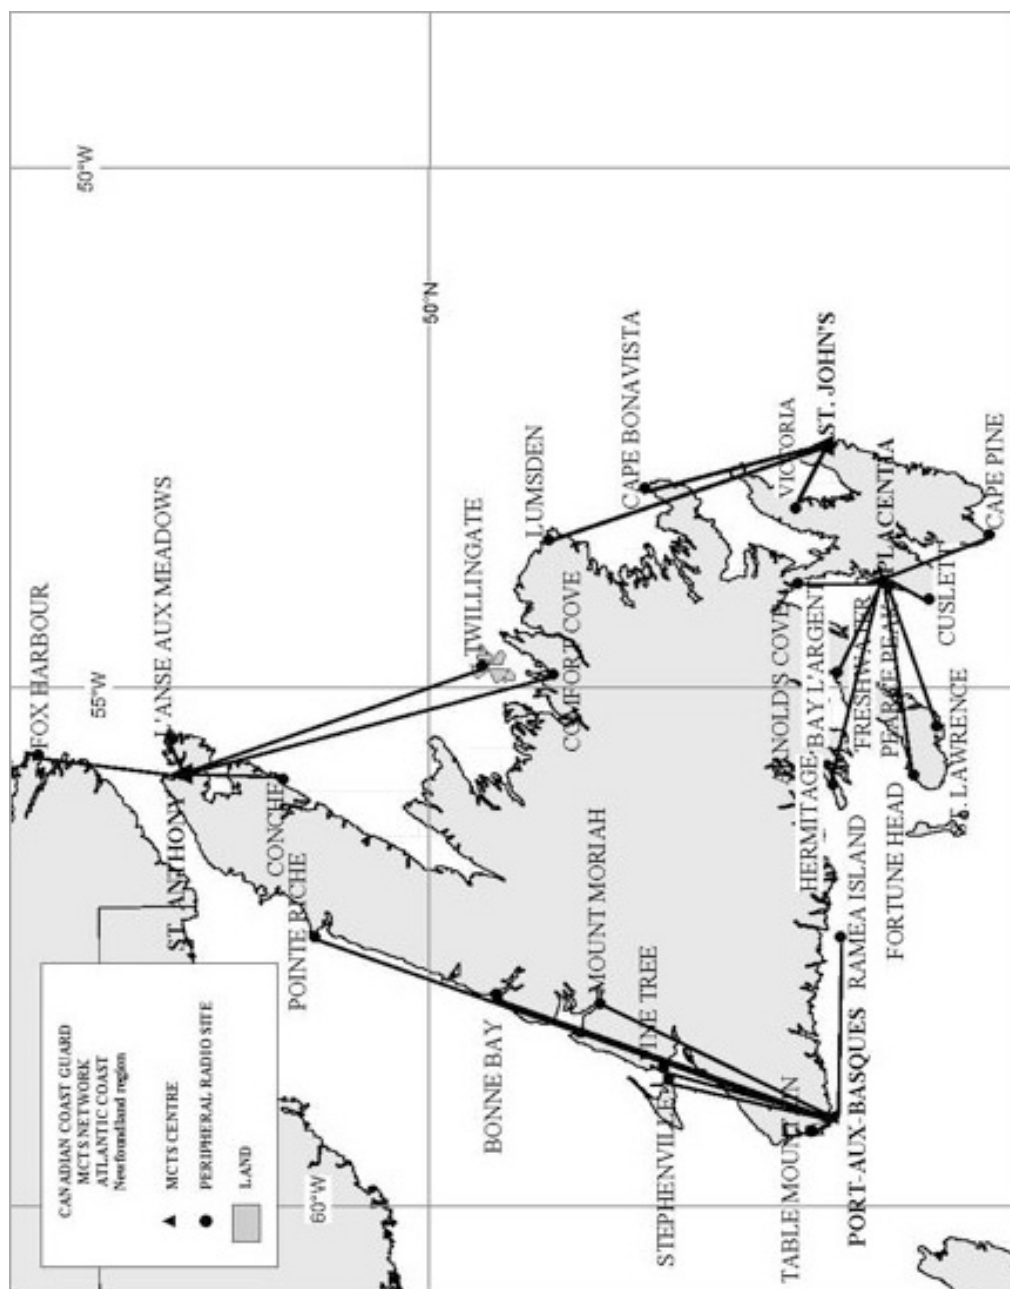 CANADIAN COAST GUARD
MCTS NETWORK
ATLANTIC COAST
Newfoundland region
MCTS CENTRE
PERIPHERAL RADIO SITE
LAND
60°W
55°W
50°W
50°N
FOX HARBOUR
L'ANSE AUX MEADOWS
ST. ANTHONY
CONCHE
POINTE RICHE
TWILLINGATE
LUMSDEN
COMFORT COVE
BONNE BAY
MOUNT MORIAH
CAPE BONAVISTA
PINE TREE
STEPHENVILLE
VICTORIA
ARNOLD'S COVE
ST. JOHN'S
TABLE MOUNTAIN
HERMITAGE
BAY L'ARGENT
PORT-AUX-BASQUES
RAMEA ISLAND
FRESHWATER
PEARCE PEAK
PLACENTIA
FORTUNE HEAD
CUSLETT
ST. LAWRENCE
CAPE PINE